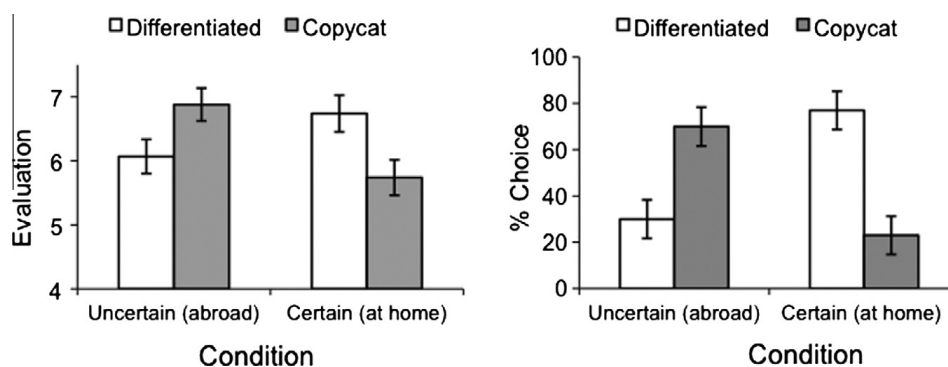 Differentiated Copycat
Evaluation
7
6
5
4
Uncertain (abroad) Certain (at home)
Condition
Differentiated Copycat
% Choice
100
80
60
40
20
0
Uncertain (abroad) Certain (at home)
Condition